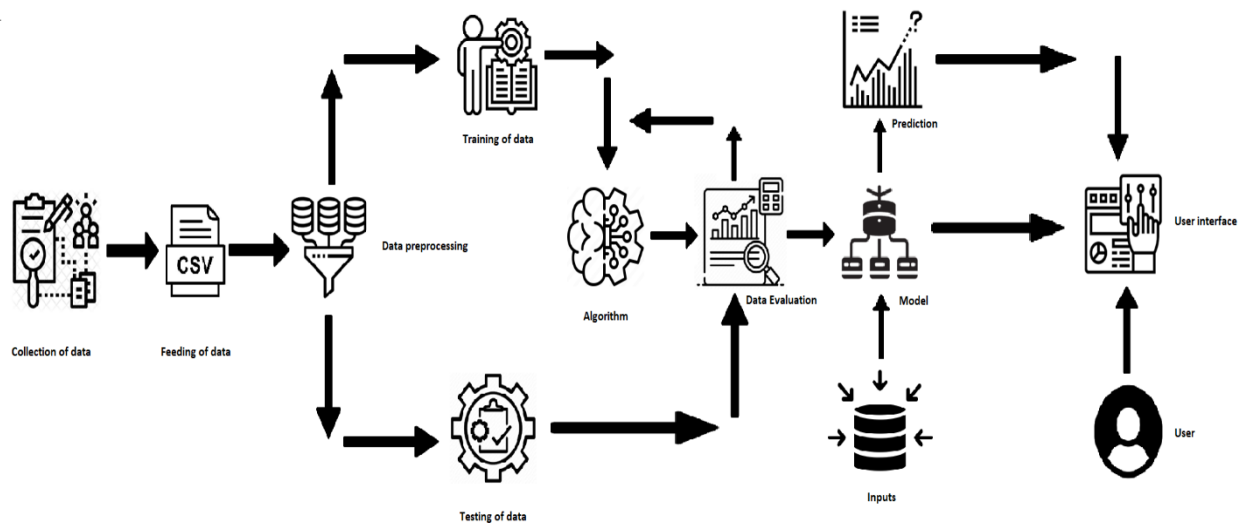 ?
Training of data
Prediction
CSV
Data preprocessing
User interface
Algorithm
Data Evaluation
Model
Collection of data
Feeding of data
User
Inputs
Testing of data